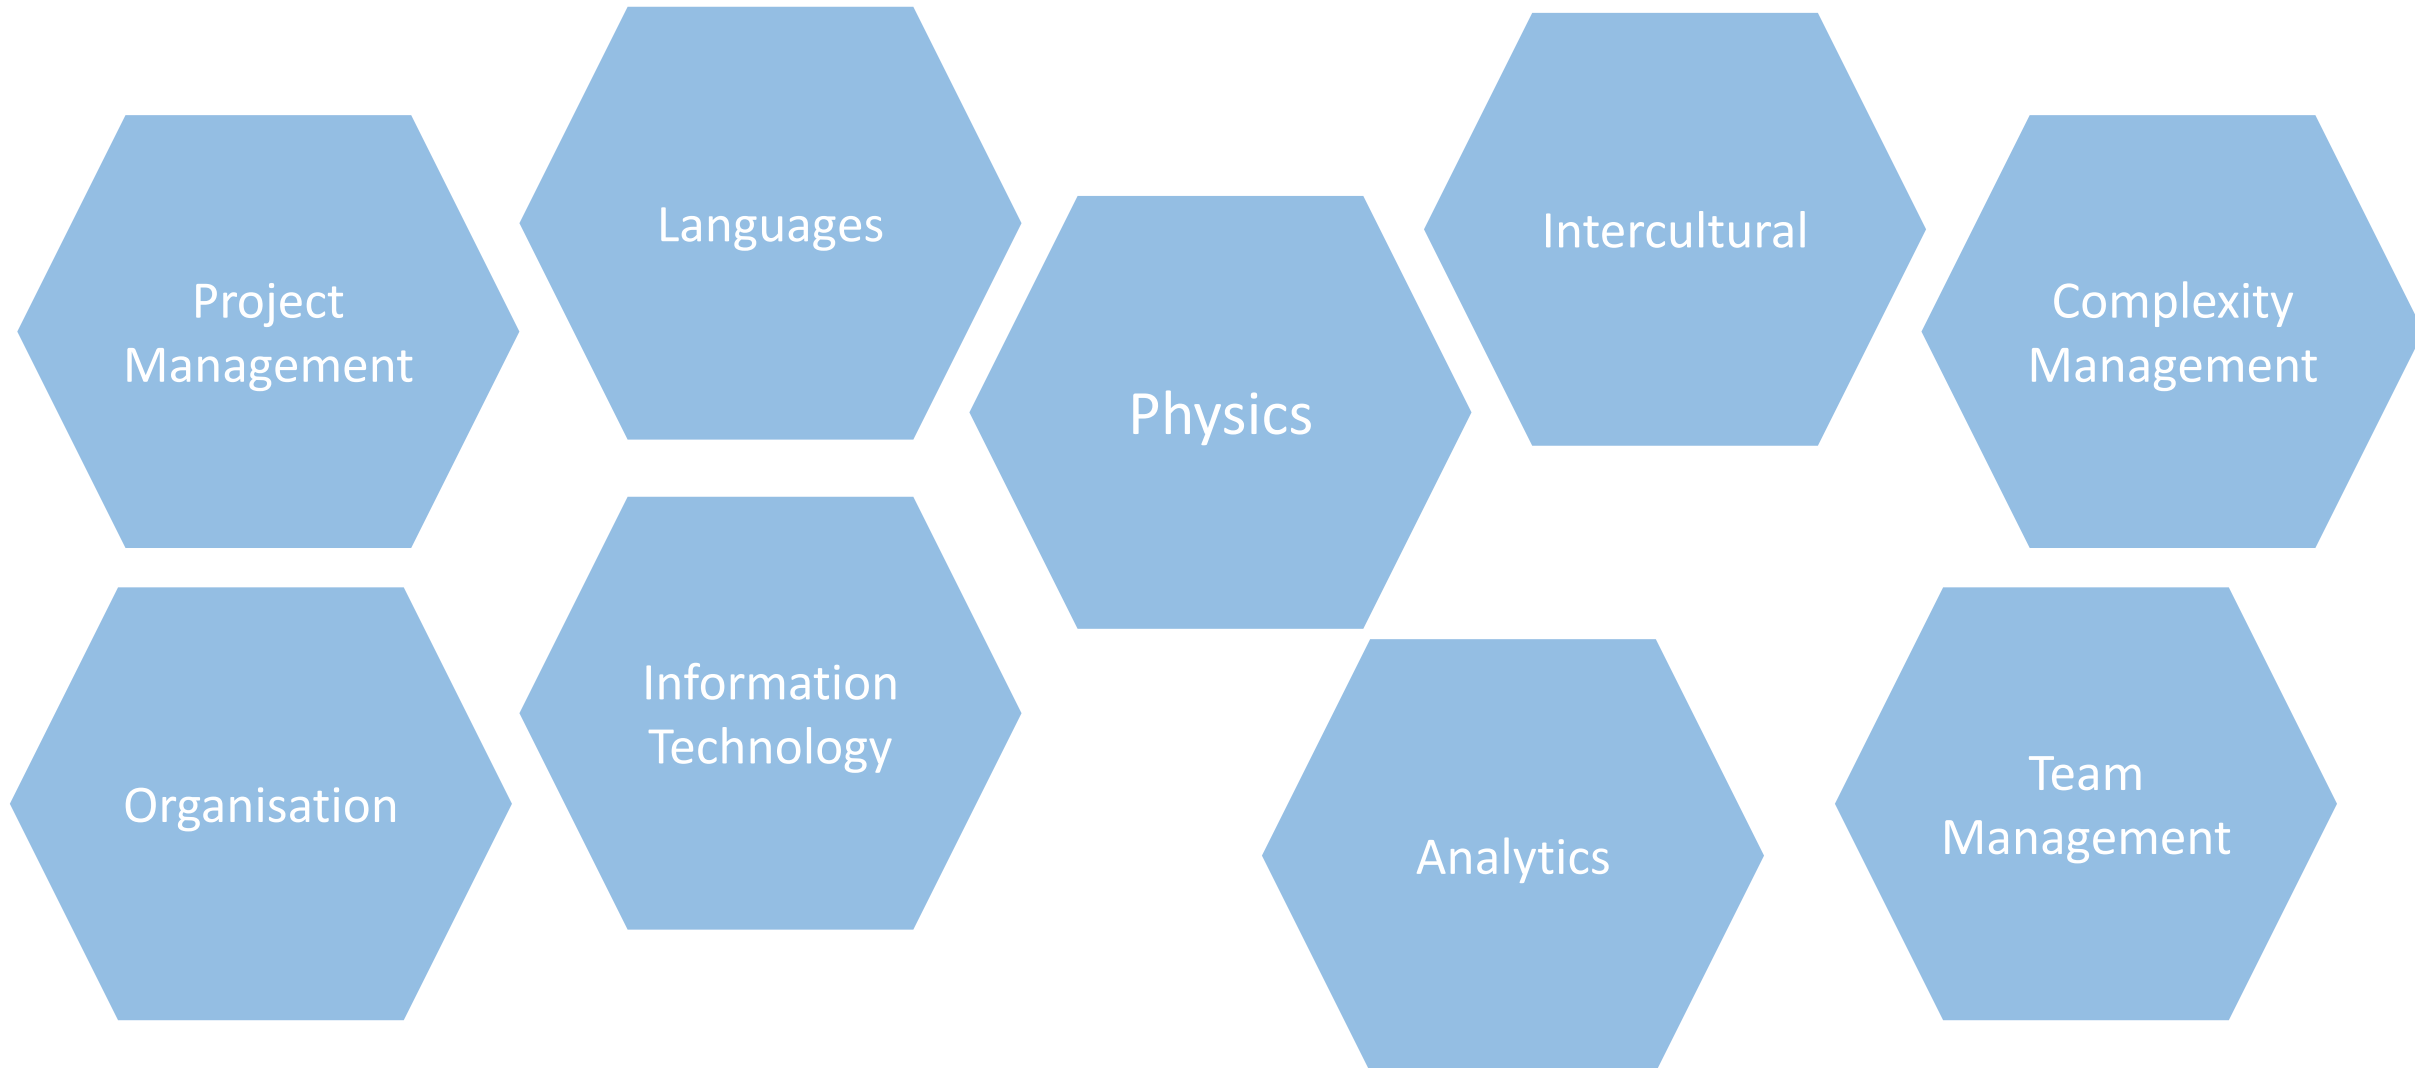 Project
Management
Languages
Physics
Intercultural
Complexity
Management
Organisation
Information
Technology
Analytics
Team
Management